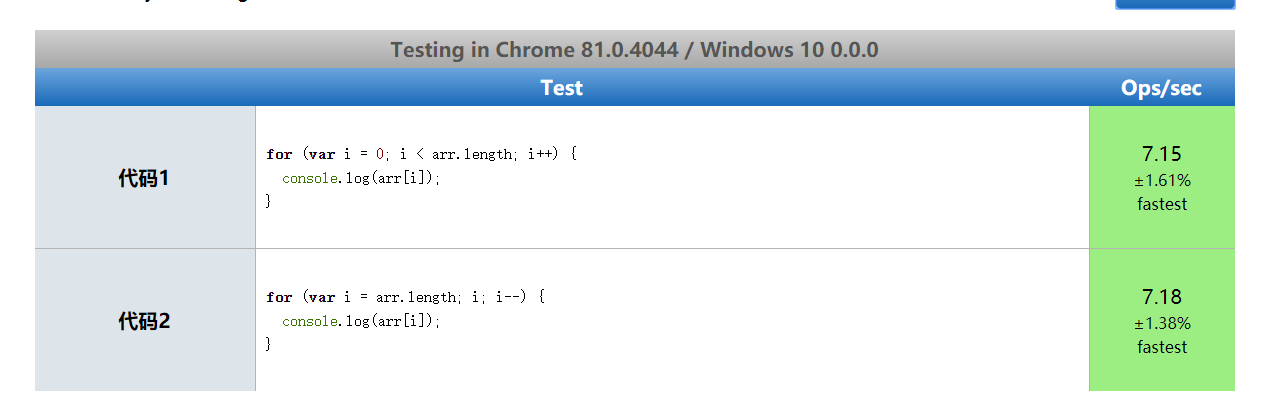 Testing in Chrome 81.0.4044 / Windows 10 0.0.0
Test Ops/sec
代码1
for (var i = 0; i < arr.length; i++) {
  console.log(arr[i]);
}
7.15
±1.61%
fastest
代码2
for (var i = arr.length; i; i--) {
  console.log(arr[i]);
}
7.18
±1.38%
fastest